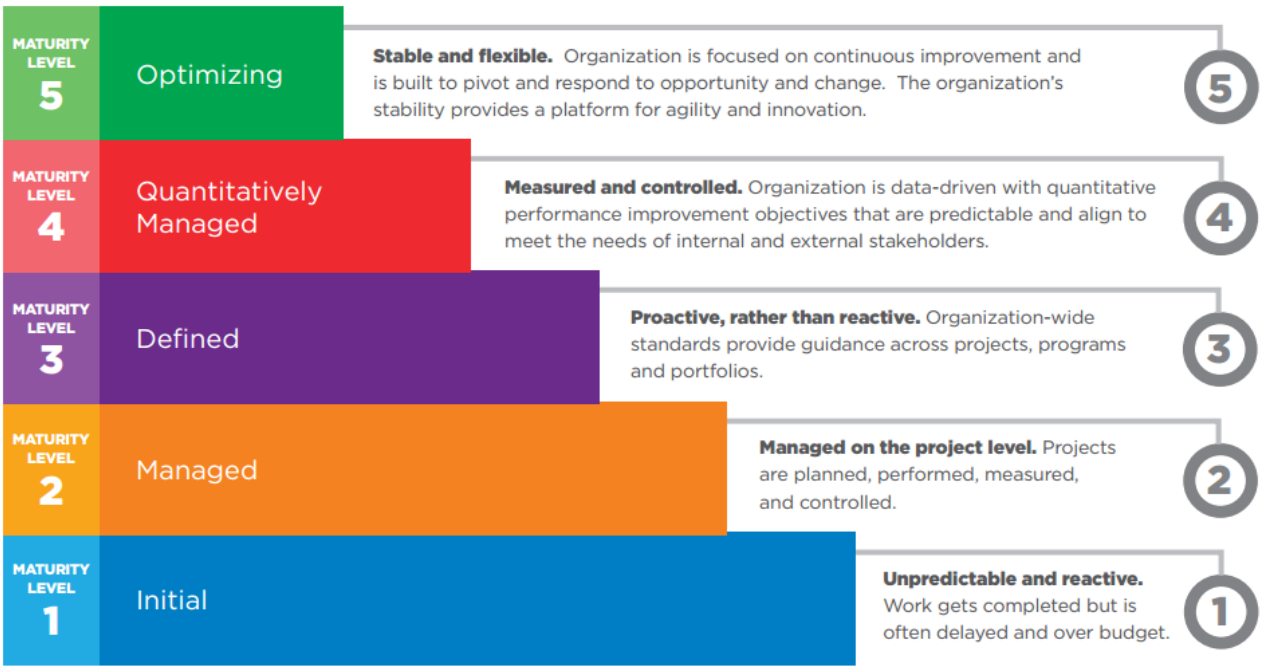 MATURITY
LEVEL
5
Optimizing
Stable and flexible. Organization is focused on continuous improvement and
is built to pivot and respond to opportunity and change. The organization's
stability provides a platform for agility and innovation.
5
MATURITY
LEVEL
4
Quantitatively
Managed
Measured and controlled. Organization is data-driven with quantitative
performance improvement objectives that are predictable and align to
meet the needs of internal and external stakeholders.
4
MATURITY
LEVEL
3
Defined
Proactive, rather than reactive. Organization-wide
standards provide guidance across projects, programs
and portfolios.
3
MATURITY
LEVEL
2
Managed
Managed on the project level. Projects
are planned, performed, measured,
and controlled.
2
MATURITY
LEVEL
1
Initial
Unpredictable and reactive.
Work gets completed but is
often delayed and over budget.
1